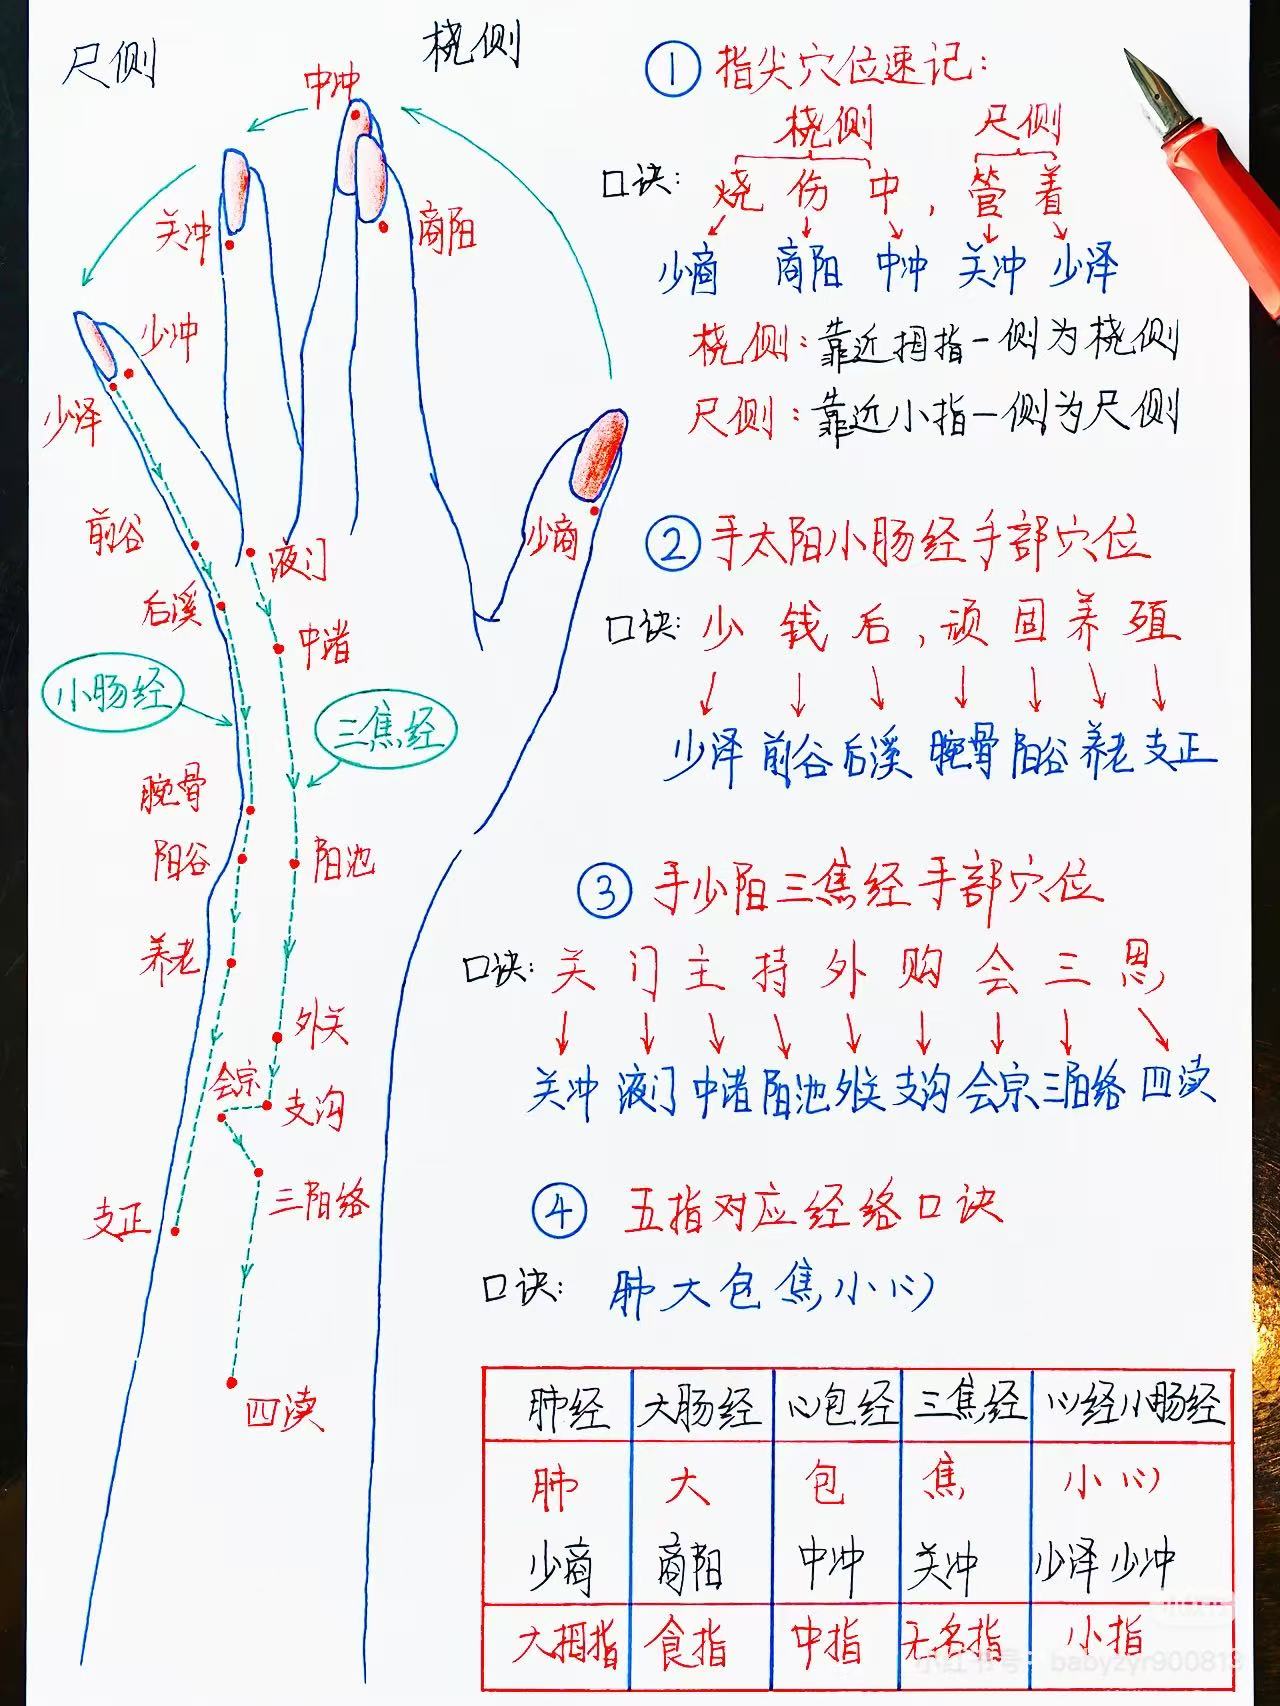 尺侧
桡侧
中冲
关冲
商阳
少冲
少泽
少商
前谷
液门
后溪
中渚
小肠经
三焦经
腕骨
阳谷
阳池
养老
外关
会宗
支沟
支正
三阳络
四渎
① 指尖穴位速记:
桡侧 尺侧
口诀: 烧 伤 中, 管 着
少商 商阳 中冲 关冲 少泽
桡侧: 靠近拇指一侧为桡侧
尺侧: 靠近小指一侧为尺侧
② 手太阳小肠经手部穴位
口诀: 少 钱 后, 顽 固 养 殖
少泽 前谷 后溪 腕骨 阳谷 养老 支正
③ 手少阳三焦经手部穴位
口诀: 关 门 主 持 外 购 会 三 恩
关冲 液门 中渚 阳池 外关 支沟 会宗 三阳络 四渎
④ 五指对应经络口诀
口诀: 肺大包焦小心
肺经 大肠经 心包经 三焦经 心经小肠经
肺 大 包 焦 小心
少商 商阳 中冲 关冲 少泽 少冲
大拇指 食指 中指 无名指 小指
小红书号: babyzyr900813